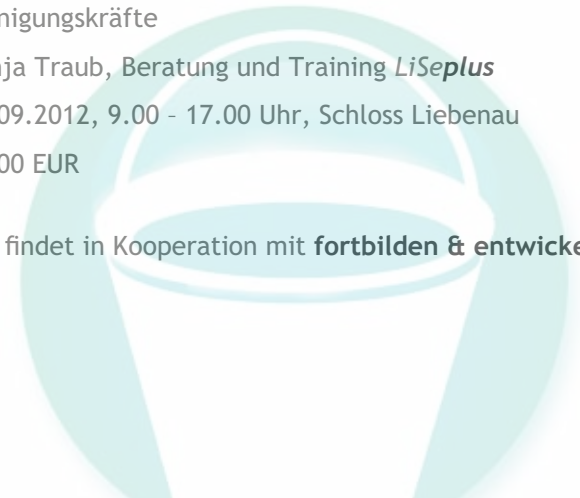 nigungskräfte
ja Traub, Beratung und Training LiSeplus
09.2012, 9.00 – 17.00 Uhr, Schloss Liebenau
00 EUR
findet in Kooperation mit fortbilden & entwicke